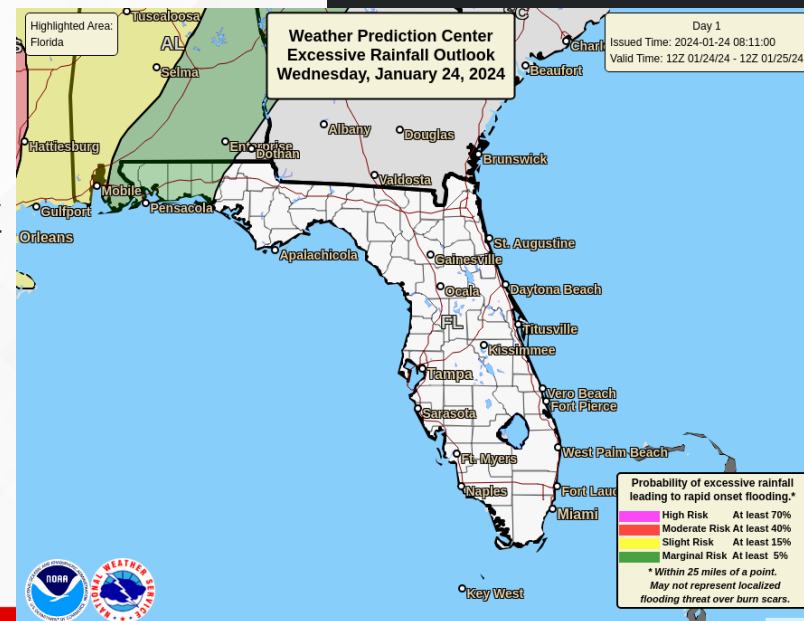 Highlighted Area:
Florida
Weather Prediction Center
Excessive Rainfall Outlook
Wednesday, January 24, 2024
Day 1
Issued Time: 2024-01-24 08:11:00
Valid Time: 12Z 01/24/24 - 12Z 01/25/24
Tuscaloosa
AL
Selma
Charl
Beaufort
Hattiesburg
Enterprise
Dothan
Albany
Douglas
Brunswick
Mobile
Valdosta
Gulfport
Pensacola
Orleans
Apalachicola
St. Augustine
Gainesville
Ocala
Daytona Beach
FL
Titusville
Kissimmee
Tampa
Vero Beach
Fort Pierce
Sarasota
Ft. Myers
West Palm Beach
Naples
Fort Laud
Miami
Key West
Probability of excessive rainfall
leading to rapid onset flooding.*
High Risk At least 70%
Moderate Risk At least 40%
Slight Risk At least 15%
Marginal Risk At least 5%
* Within 25 miles of a point.
May not represent localized
flooding threat over burn scars.
NOAA
NATIONAL WEATHER SERVICE